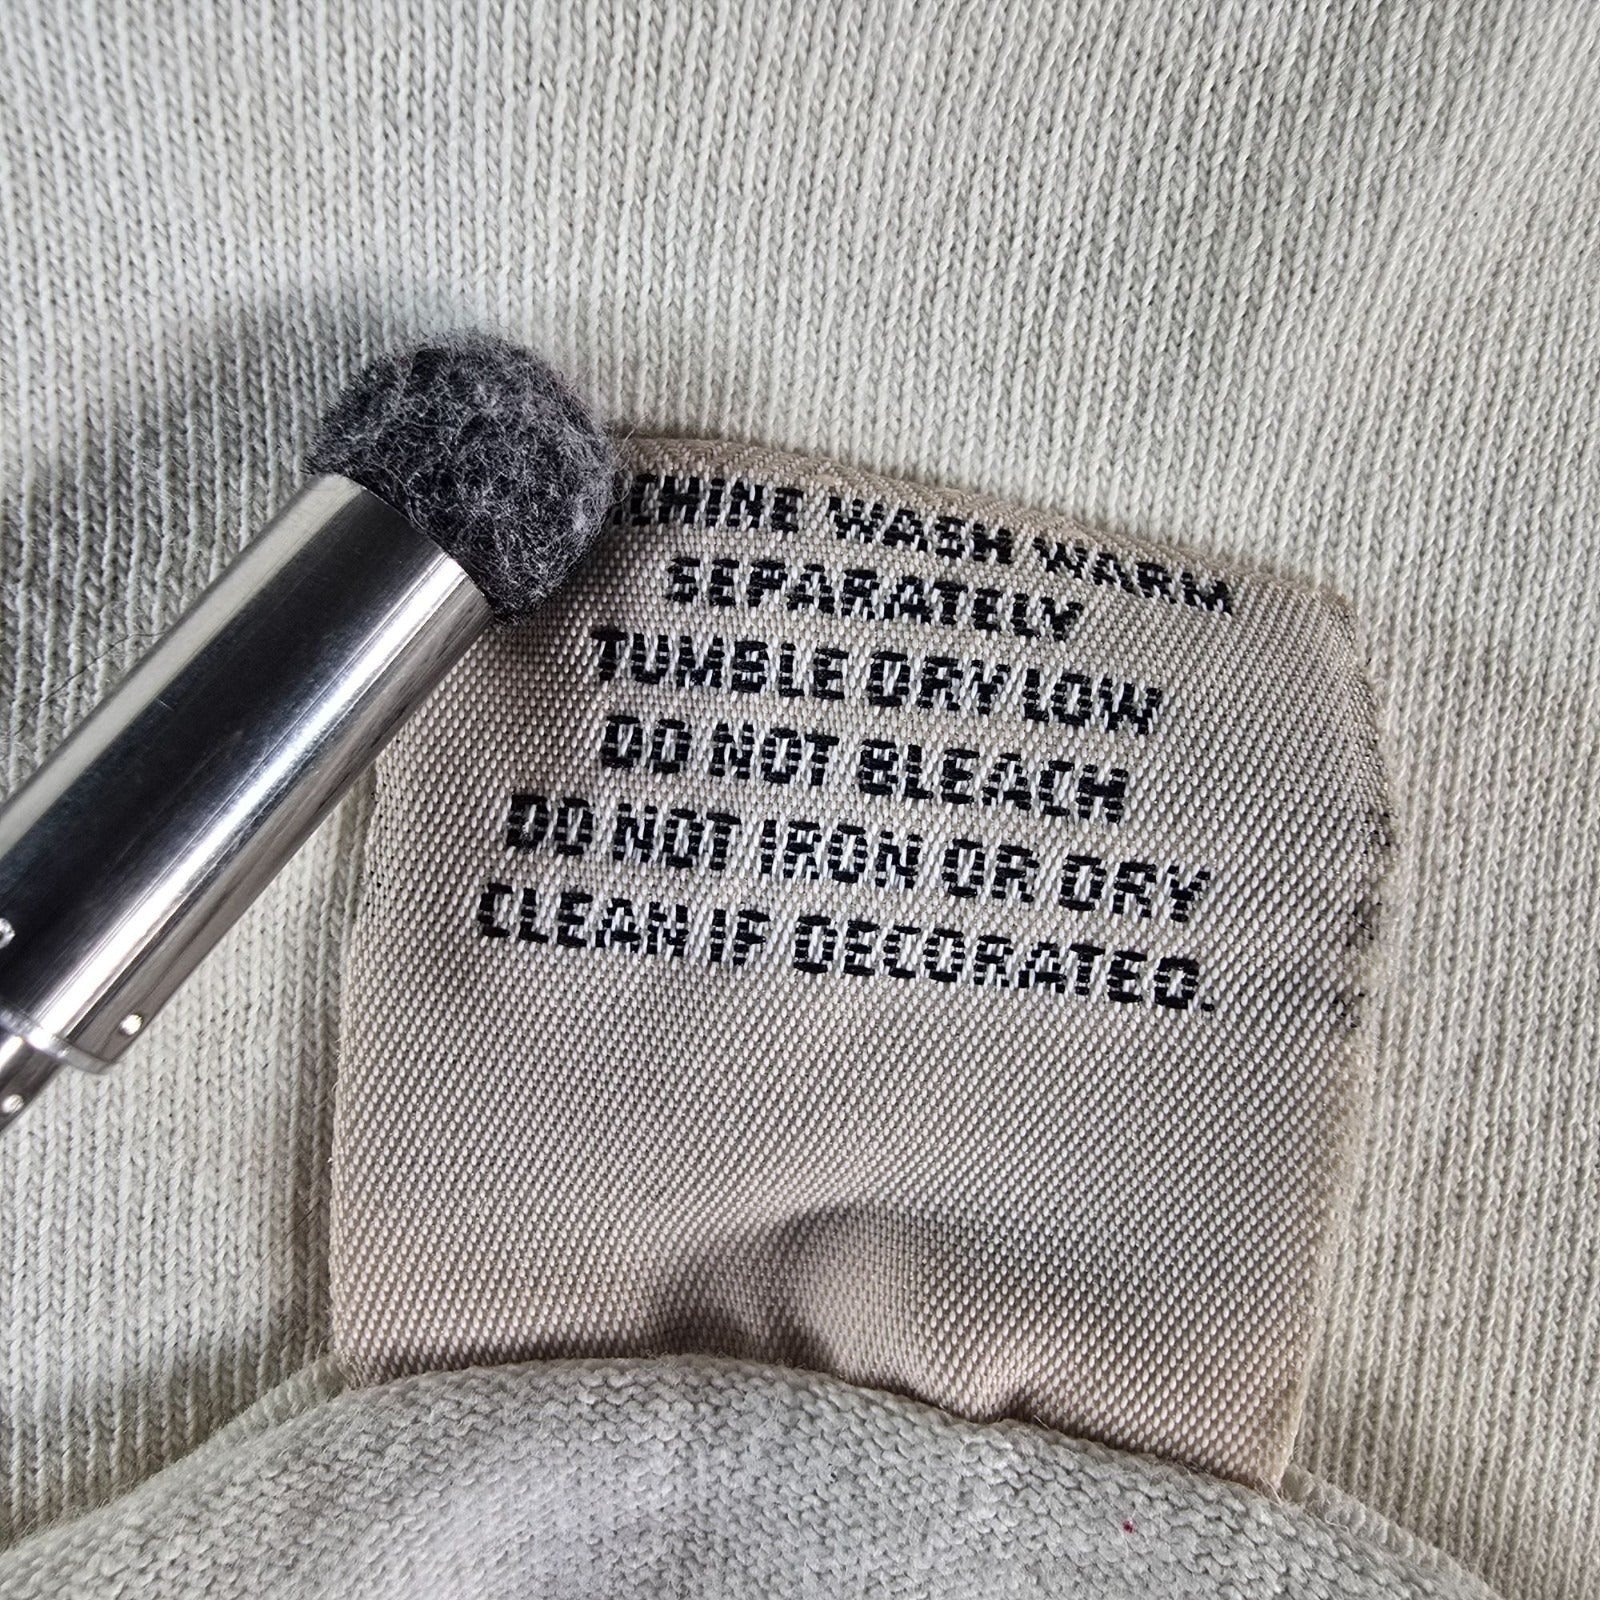 CHINE WASH WARM
SEPARATELY
TUMBLE DRY LOW
DO NOT BLEACH
DO NOT IRON OR DRY
CLEAN IF DECORATED.